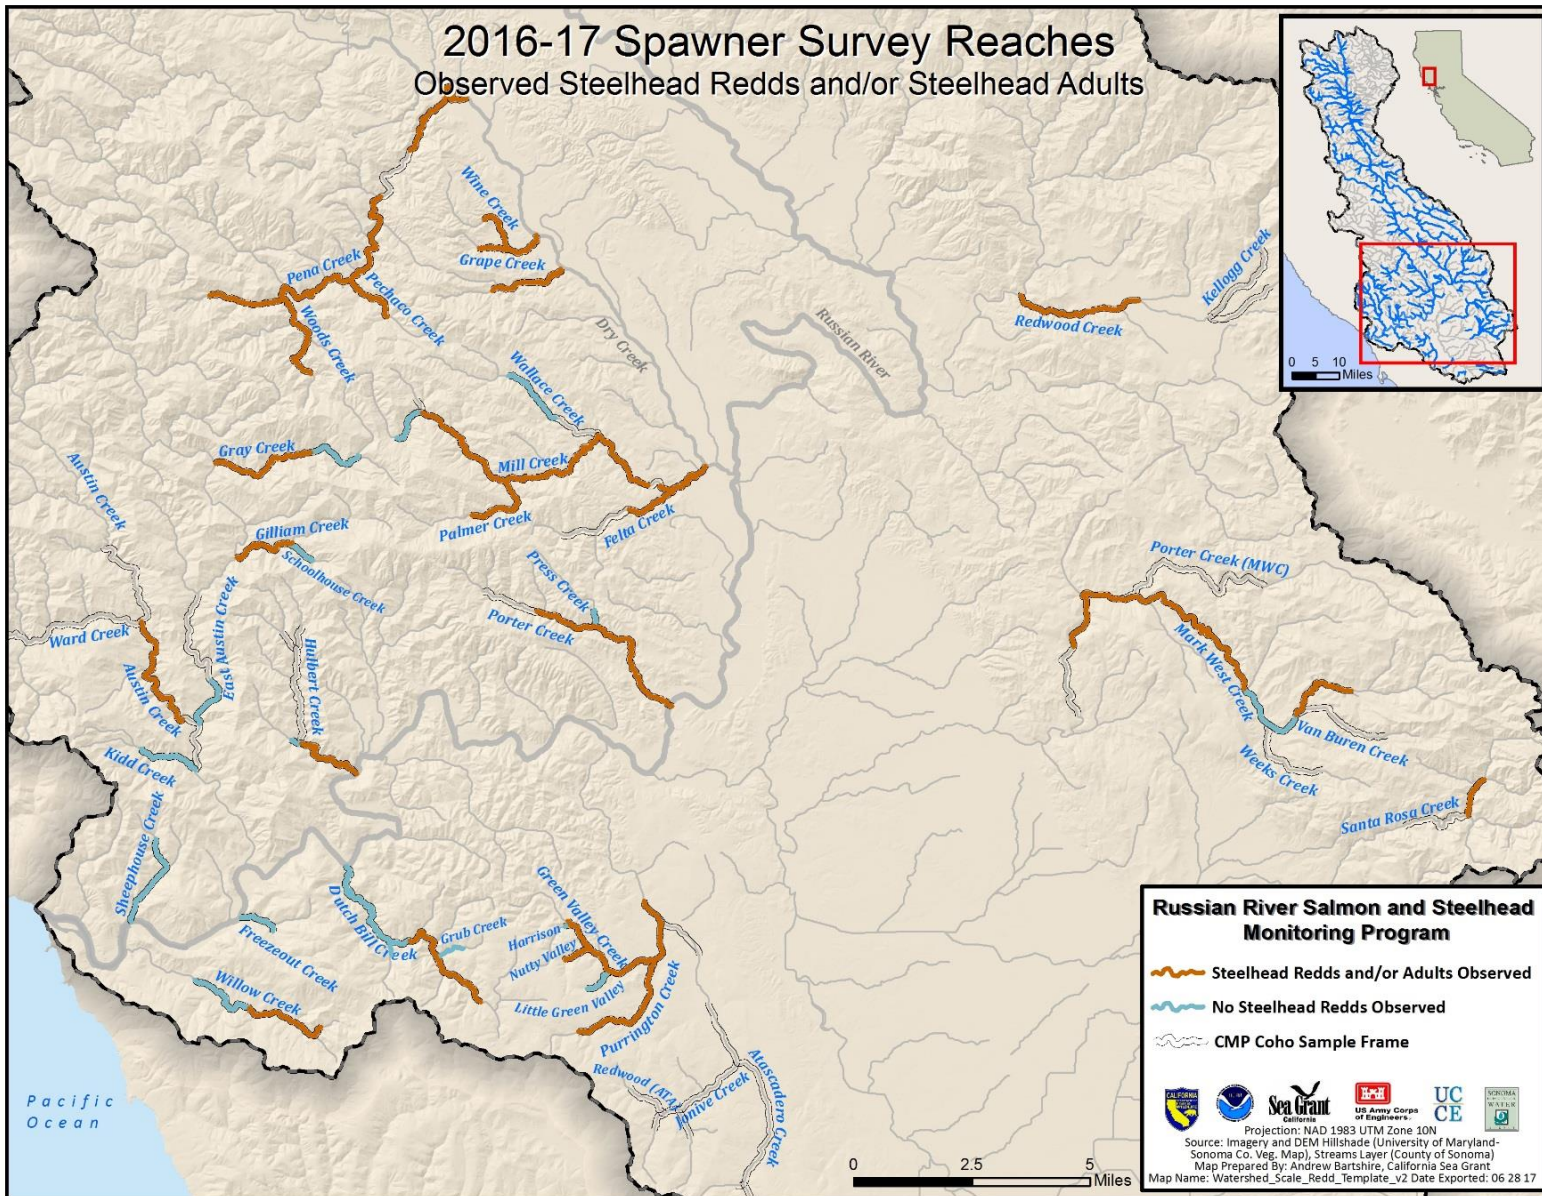 2016-17 Spawner Survey Reaches
Observed Steelhead Redds and/or Steelhead Adults
0 5 10
Miles
Wine Creek
Grape Creek
Pena Creek
Pechaco Creek
Woods Creek
Dry Creek
Russian River
Redwood Creek
Kellogg Creek
Wallace Creek
Gray Creek
Mill Creek
Palmer Creek
Felta Creek
Austin Creek
Gilliam Creek
Schoolhouse Creek
East Austin Creek
Press Creek
Porter Creek
Porter Creek (MWC)
Ward Creek
Austin Creek
Hulbert Creek
Mark West Creek
Van Buren Creek
Weeks Creek
Santa Rosa Creek
Kidd Creek
Sheephouse Creek
Dutch Bill Creek
Grub Creek
Freezeout Creek
Willow Creek
Green Valley Creek
Harrison
Nutty Valley
Little Green Valley
Purrington Creek
Redwood (ATA)
Jonive Creek
Atascadero Creek
Pacific
Ocean
0 2.5 5
Miles
Russian River Salmon and Steelhead
Monitoring Program
Steelhead Redds and/or Adults Observed
No Steelhead Redds Observed
CMP Coho Sample Frame
CALIFORNIA
Sea Grant
California
US Army Corps
of Engineers
UC
CE
SONOMA
WATER
Projection: NAD 1983 UTM Zone 10N
Source: Imagery and DEM Hillshade (University of Maryland-
Sonoma Co. Veg. Map), Streams Layer (County of Sonoma)
Map Prepared By: Andrew Bartshire, California Sea Grant
Map Name: Watershed_Scale_Redd_Template_v2 Date Exported: 06 28 17